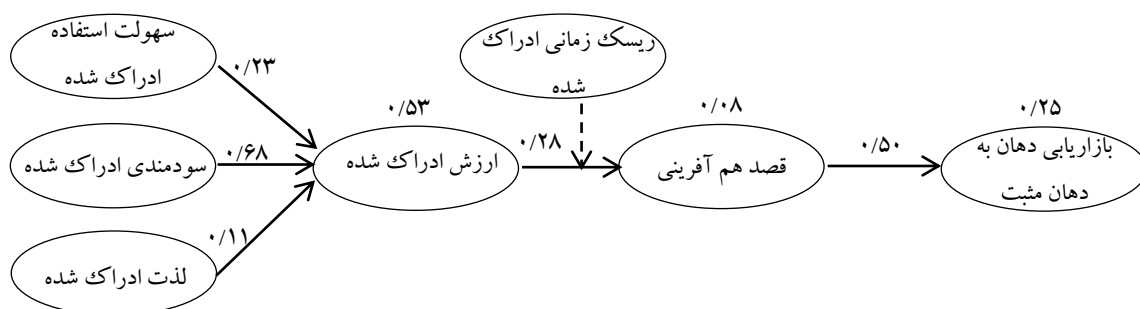 سهولت استفاده
ادراک شده
۰/۲۳
ریسک زمانی ادراک
شده
۰/۵۳
۰/۰۸
۰/۲۵
سودمندی ادراک شده
۰/۶۸
ارزش ادراک شده
۰/۲۸
قصد هم آفرینی
۰/۵۰
بازاریابی دهان به
دهان مثبت
۰/۱۱
لذت ادراک شده